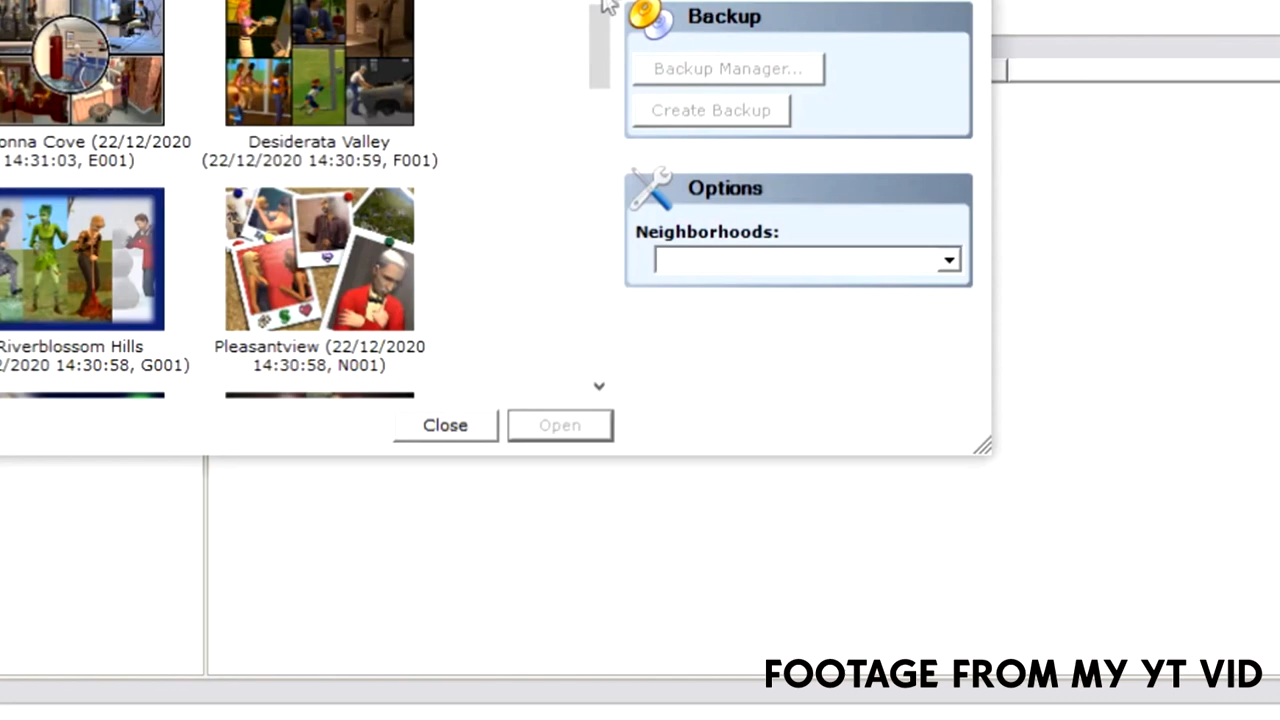 Backup
Backup Manager...
Create Backup
onna Cove (22/12/2020
14:31:03, E001)
Desiderata Valley
(22/12/2020 14:30:59, F001)
Options
Neighborhoods:
Riverblossom Hills
2/2020 14:30:58, G001)
Pleasantview (22/12/2020
14:30:58, N001)
Close
Open
FOOTAGE FROM MY YT VID